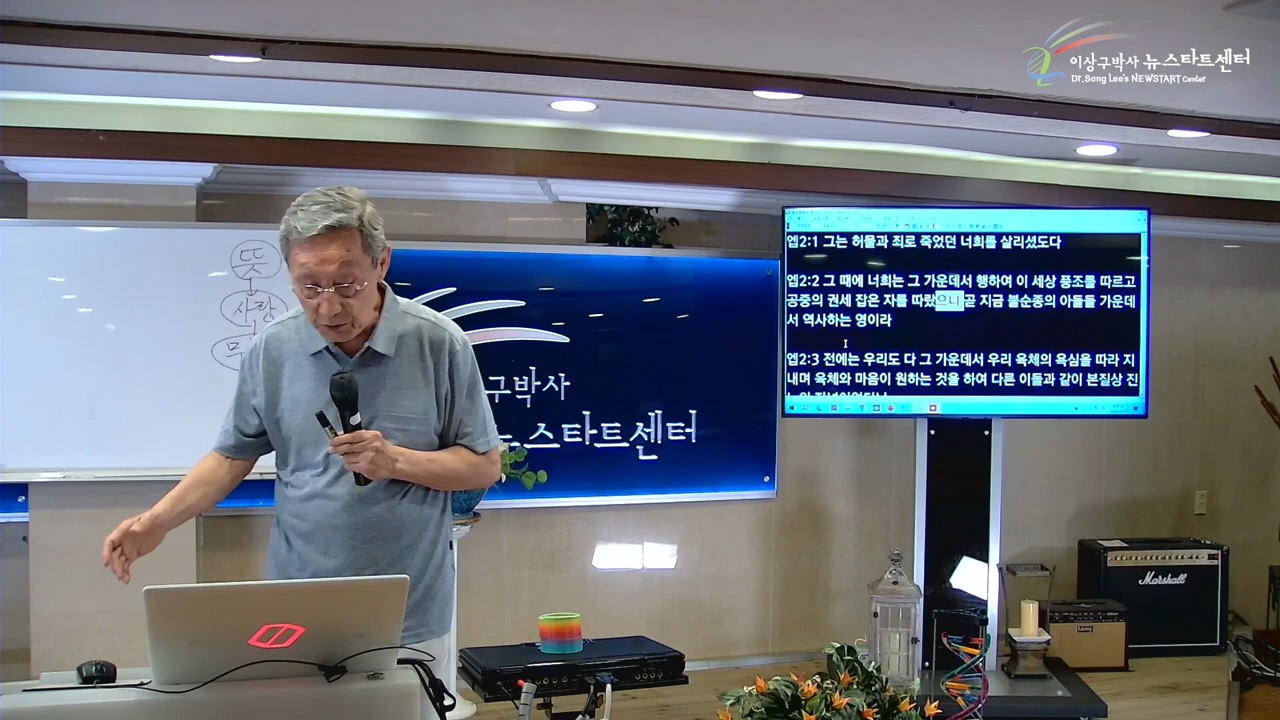 이상구박사 뉴스타트센터
Dr. Sang Lee's NEWSTART Center
뜻
사랑
엡2:1 그는 허물과 죄로 죽었던 너희를 살리셨도다
엡2:2 그 때에 너희는 그 가운데서 행하여 이 세상 풍조를 따르고
공중의 권세 잡은 자를 따랐으니 곧 지금 불순종의 아들들 가운데
서 역사하는 영이라
엡2:3 전에는 우리도 다 그 가운데서 우리 육체의 욕심을 따라 지
내며 육체와 마음이 원하는 것을 하여 다른 이들과 같이 본질상 진
구박사
뉴스타트센터
Marshall
Laney